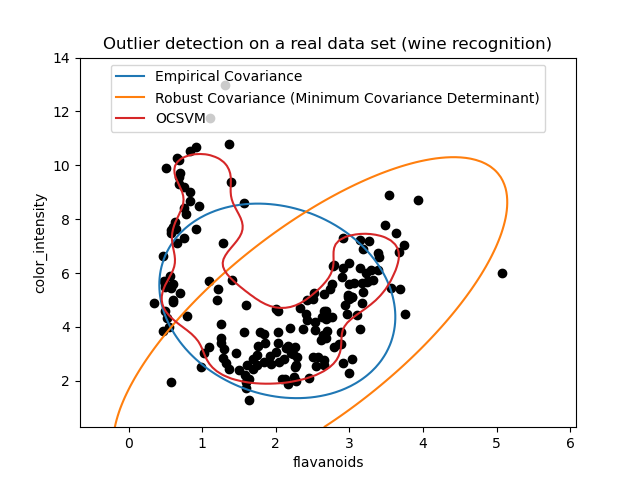 Outlier detection on a real data set (wine recognition)
Empirical Covariance
Robust Covariance (Minimum Covariance Determinant)
OCSVM
14
12
10
8
6
4
2
color_intensity
0 1 2 3 4 5 6
flavanoids